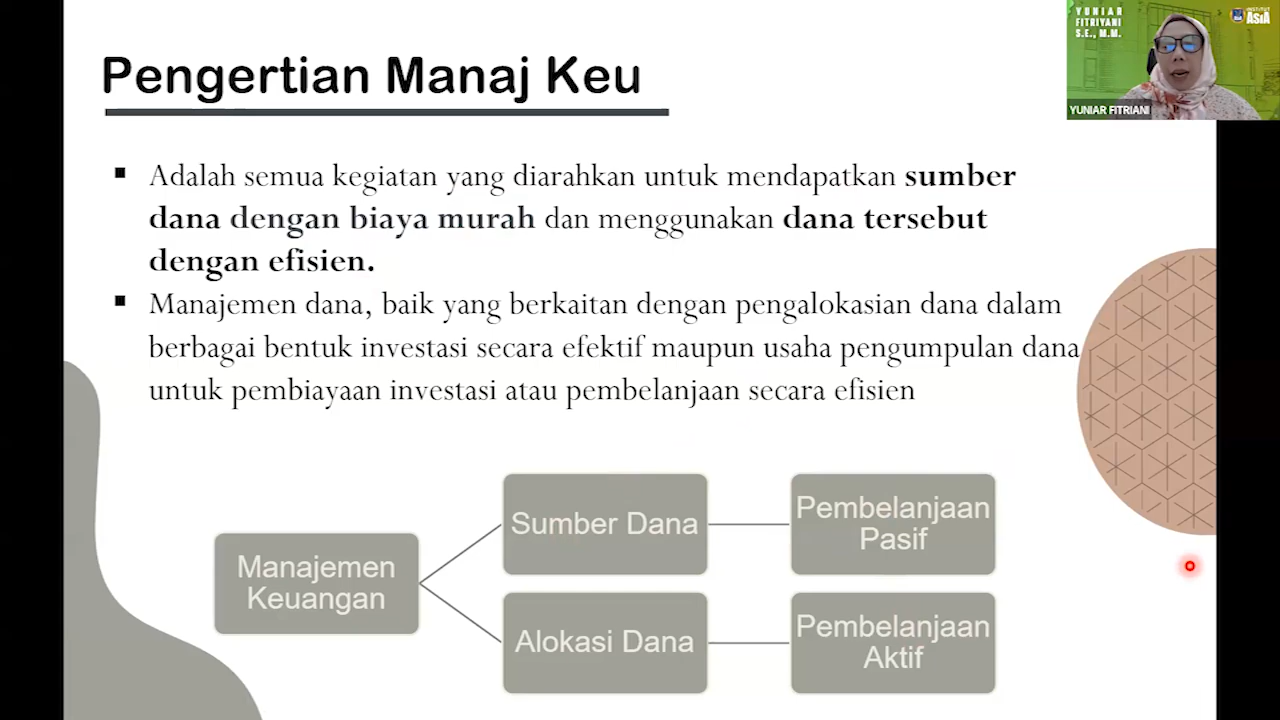 Pengertian Manaj Keu
YUNIAR
FITRIYANI
S.E., M.M.
INSTITUT
ASIA
YUNIAR FITRIANI
▪ Adalah semua kegiatan yang diarahkan untuk mendapatkan sumber
dana dengan biaya murah dan menggunakan dana tersebut
dengan efisien.
▪ Manajemen dana, baik yang berkaitan dengan pengalokasian dana dalam
berbagai bentuk investasi secara efektif maupun usaha pengumpulan dana
untuk pembiayaan investasi atau pembelanjaan secara efisien
Manajemen
Keuangan
Sumber Dana
Pembelanjaan
Pasif
Alokasi Dana
Pembelanjaan
Aktif